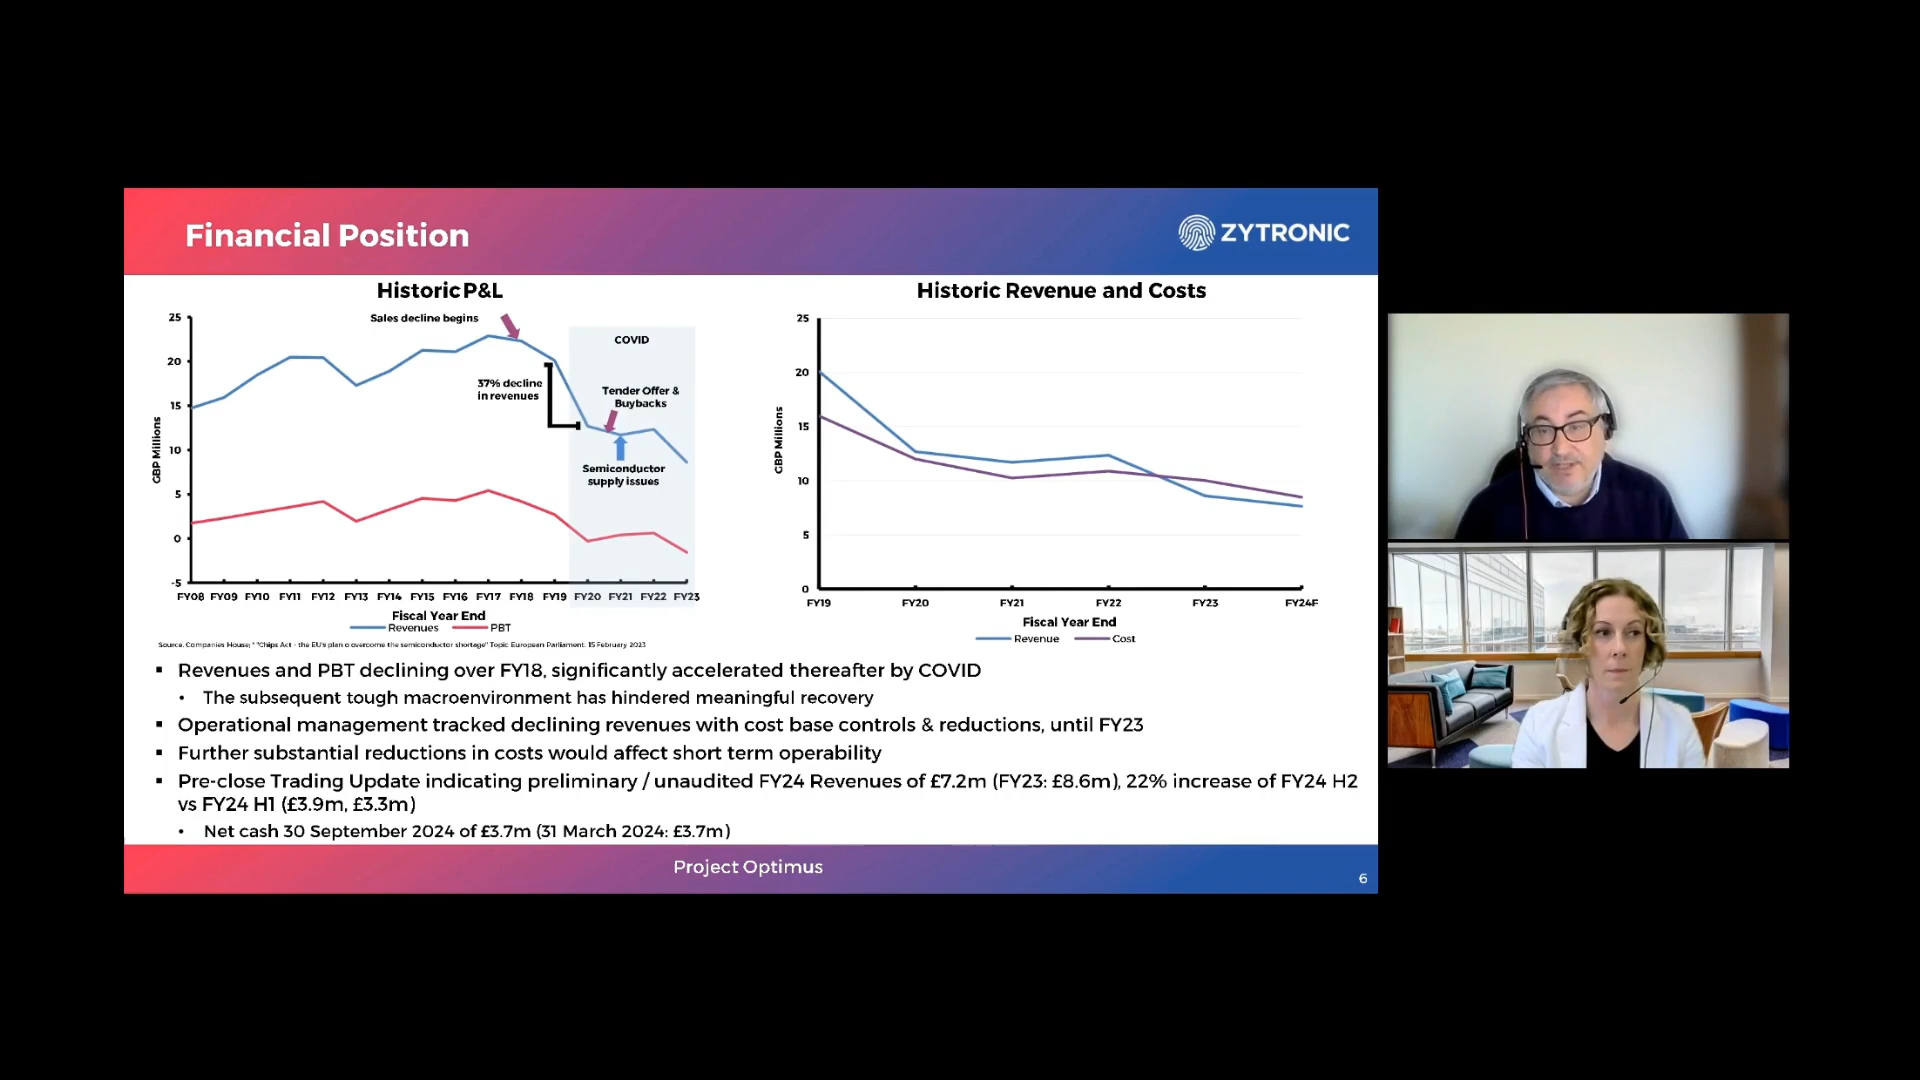 Financial Position
ZYTRONIC
Historic P&L
Sales decline begins
COVID
37% decline
in revenues
Tender Offer &
Buybacks
Semiconductor
supply issues
GBP Millions
25
20
15
10
5
0
-5
FY08 FY09 FY10 FY11 FY12 FY13 FY14 FY15 FY16 FY17 FY18 FY19 FY20 FY21 FY22 FY23
Fiscal Year End
Revenues PBT
Source. Companies House; * "Chips Act - the EU's plan o overcome the semiconductor shortage" Topic European Parliament. 15 February 2023
Historic Revenue and Costs
GBP Millions
25
20
15
10
5
0
FY19 FY20 FY21 FY22 FY23 FY24F
Fiscal Year End
Revenue Cost
▪ Revenues and PBT declining over FY18, significantly accelerated thereafter by COVID
• The subsequent tough macroenvironment has hindered meaningful recovery
▪ Operational management tracked declining revenues with cost base controls & reductions, until FY23
▪ Further substantial reductions in costs would affect short term operability
▪ Pre-close Trading Update indicating preliminary / unaudited FY24 Revenues of £7.2m (FY23: £8.6m), 22% increase of FY24 H2
vs FY24 H1 (£3.9m, £3.3m)
• Net cash 30 September 2024 of £3.7m (31 March 2024: £3.7m)
Project Optimus
6